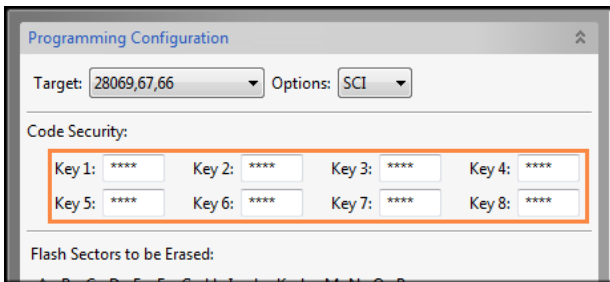 Programming Configuration
Target: 28069,67,66 Options: SCI
Code Security:
Key 1: **** Key 2: **** Key 3: **** Key 4: ****
Key 5: **** Key 6: **** Key 7: **** Key 8: ****
Flash Sectors to be Erased: